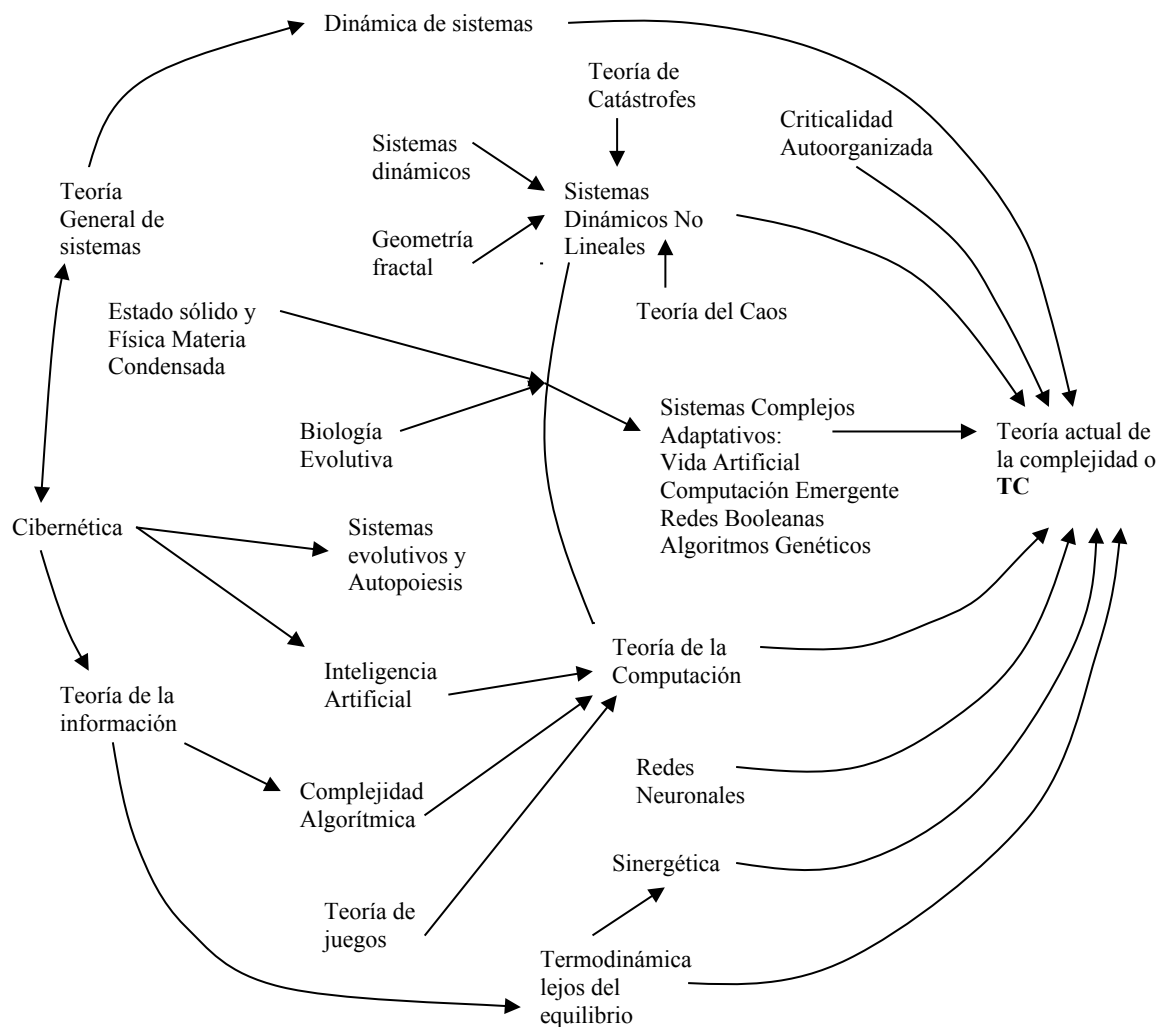 Dinámica de sistemas
Teoría de
Catástrofes
Criticalidad
Autoorganizada
Sistemas
dinámicos
Teoría
General de
sistemas
Sistemas
Dinámicos No
Lineales
Geometría
fractal
Estado sólido y
Física Materia
Condensada
Teoría del Caos
Biología
Evolutiva
Sistemas Complejos
Adaptativos:
Vida Artificial
Computación Emergente
Redes Booleanas
Algoritmos Genéticos
Teoría actual de
la complejidad o
TC
Cibernética
Sistemas
evolutivos y
Autopoiesis
Teoría de la
Computación
Inteligencia
Artificial
Teoría de la
información
Redes
Neuronales
Complejidad
Algorítmica
Sinergética
Teoría de
juegos
Termodinámica
lejos del
equilibrio